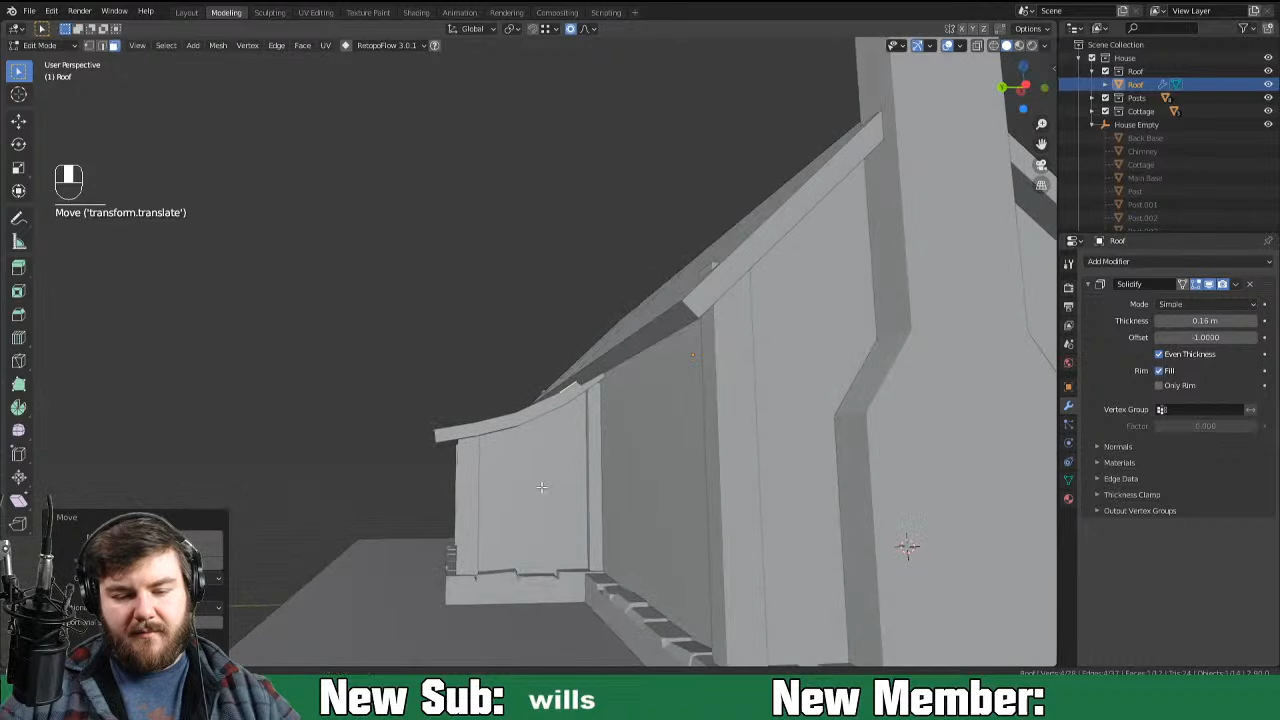 File Edit Render Window Help Layout Modeling Sculpting UV Editing Texture Paint Shading Animation Rendering Compositing Scripting + Scene View Layer
Global Options
Edit Mode View Select Add Mesh Vertex Edge Face UV RetopoFlow 3.0.1
User Perspective
(1) Roof
Move ('transform.translate')
Move
Scene Collection
House
Roof
Roof
Posts
Cottage
House Empty
Back Base
Chimney
Cottage
Main Base
Post
Post.001
Post.002
Roof
Add Modifier
Solidify
Mode Simple
Thickness 0.16 m
Offset -1.0000
Even Thickness
Rim Fill
Only Rim
Vertex Group
Factor 0.000
Normals
Materials
Edge Data
Thickness Clamp
Output Vertex Groups
New Sub: wills New Member: